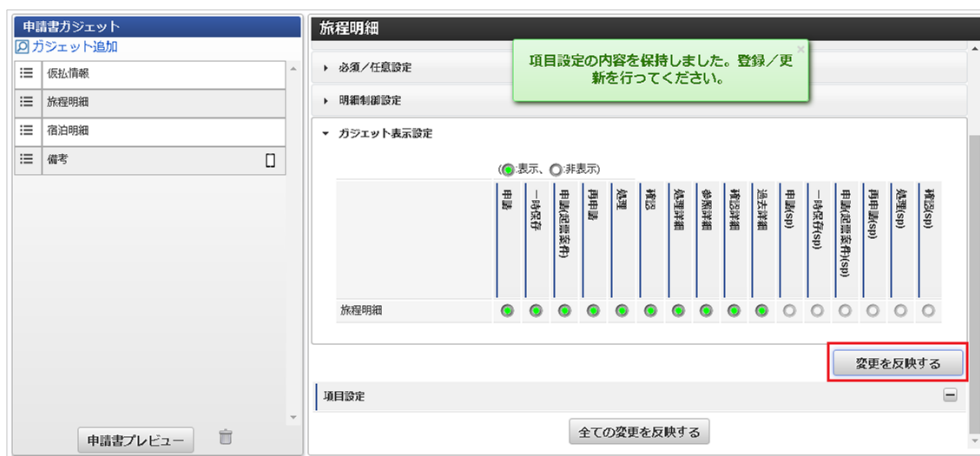 申請書ガジェット
ガジェット追加
仮払情報
旅程明細
宿泊明細
備考
申請書プレビュー
旅程明細
項目設定の内容を保持しました。登録／更
新を行ってください。
必須／任意設定
明細制御設定
ガジェット表示設定
(:表示、:非表示)
申請
一時保存
申請(起票案件)
再申請
処理
確認
処理詳細
参照詳細
確認詳細
過去詳細
申請(sp)
一時保存(sp)
申請(起票案件)(sp)
再申請(sp)
処理(sp)
確認(sp)
旅程明細
変更を反映する
項目設定
全ての変更を反映する